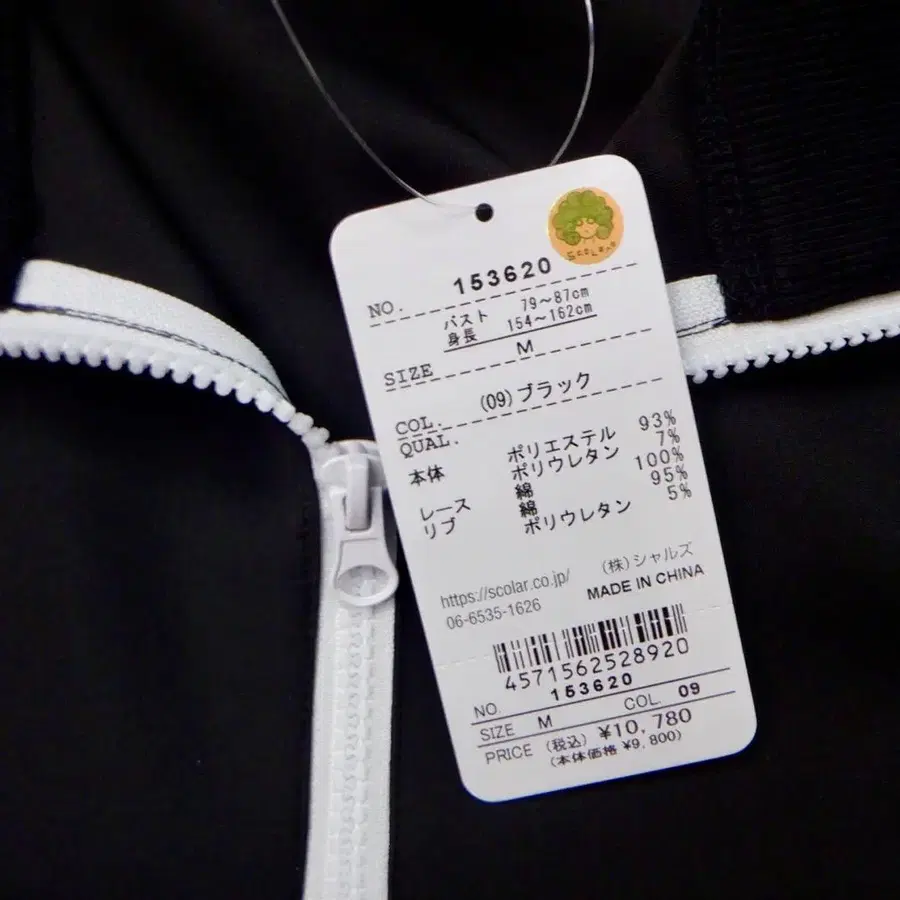 ScoLar
NO. 153620
バスト 79～87cm
身長 154～162cm
SIZE M
COL. (09)ブラック
QUAL.
本体 ポリエステル 93%
ポリウレタン 7%
レース 綿 100%
リブ 綿 95%
ポリウレタン 5%
(株)シャルズ
https://scolar.co.jp/ MADE IN CHINA
06-6535-1626
4571562528920
NO. 153620
SIZE M COL. 09
PRICE (税込) ¥10,780
(本体価格 ¥9,800)